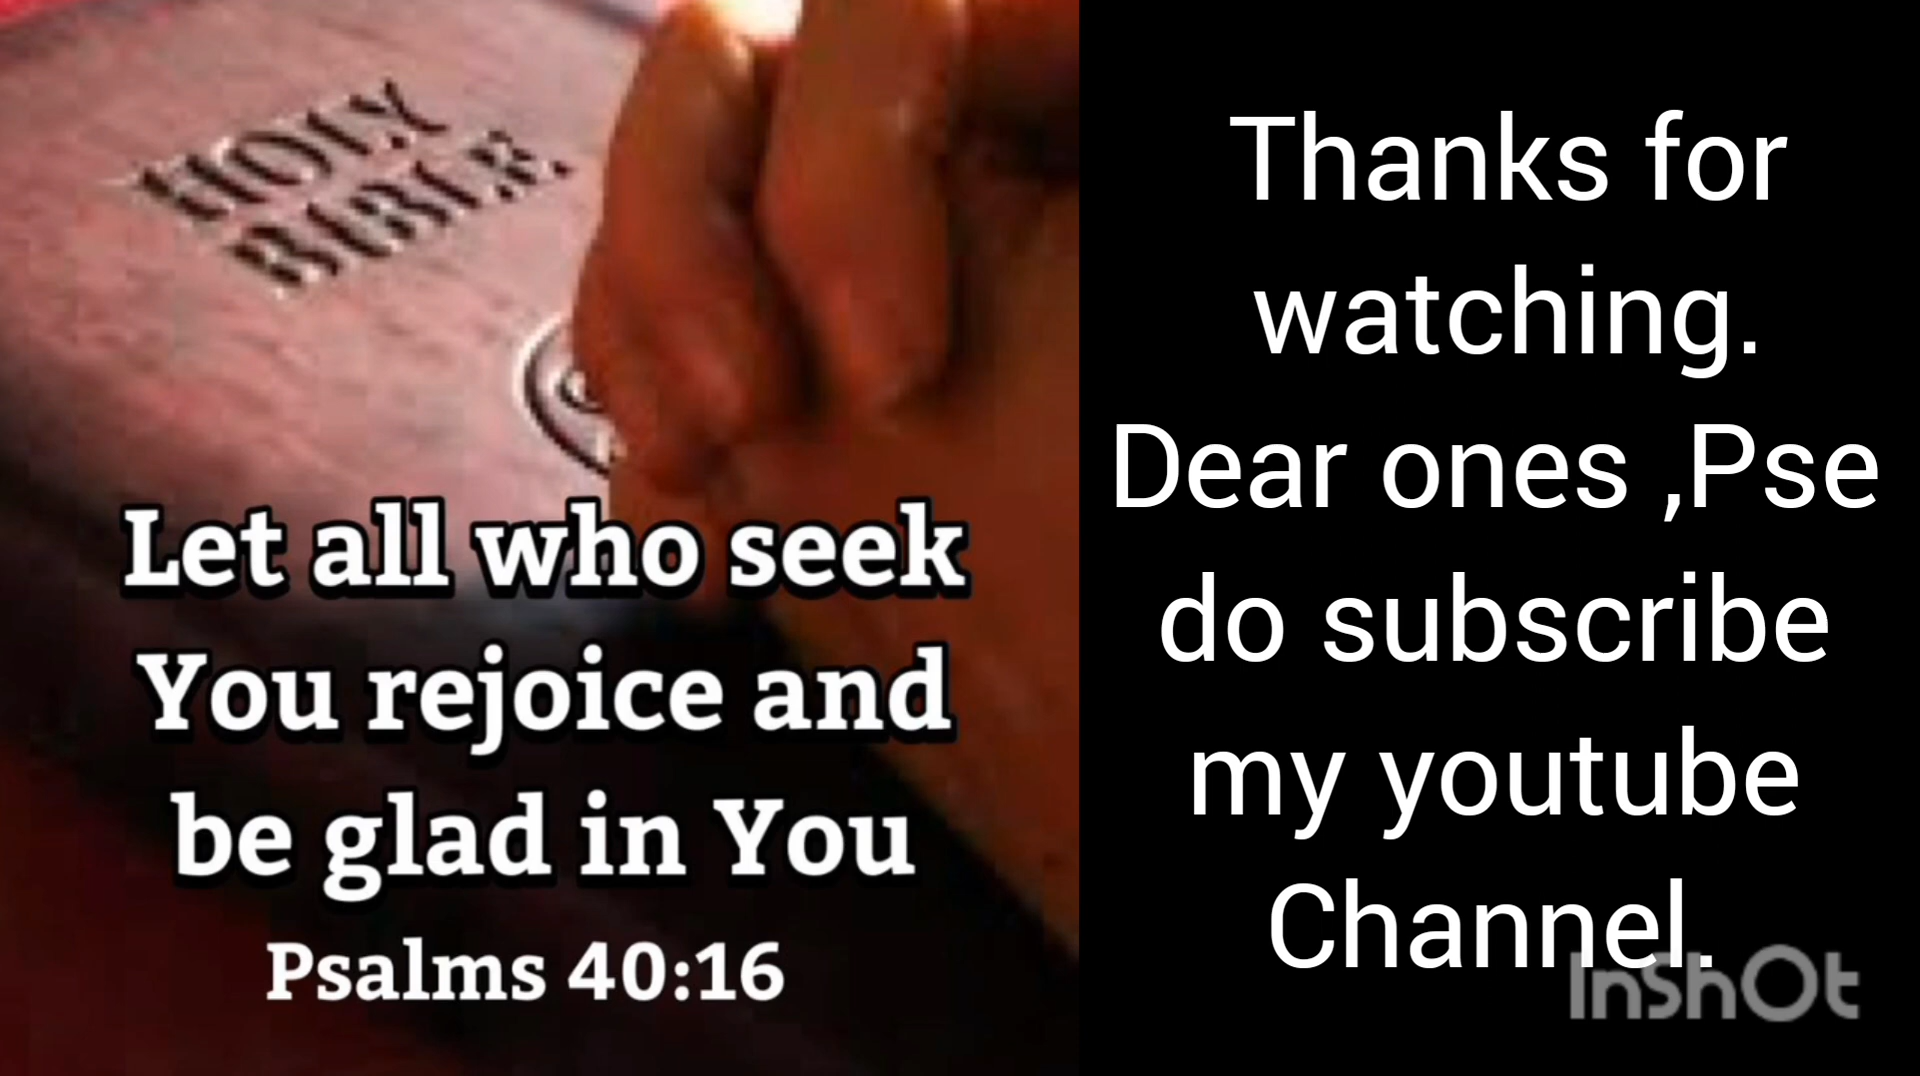 HOLY
BIBLE
Let all who seek
You rejoice and
be glad in You
Psalms 40:16
Thanks for
watching.
Dear ones ,Pse
do subscribe
my youtube
Channel.
InShOt